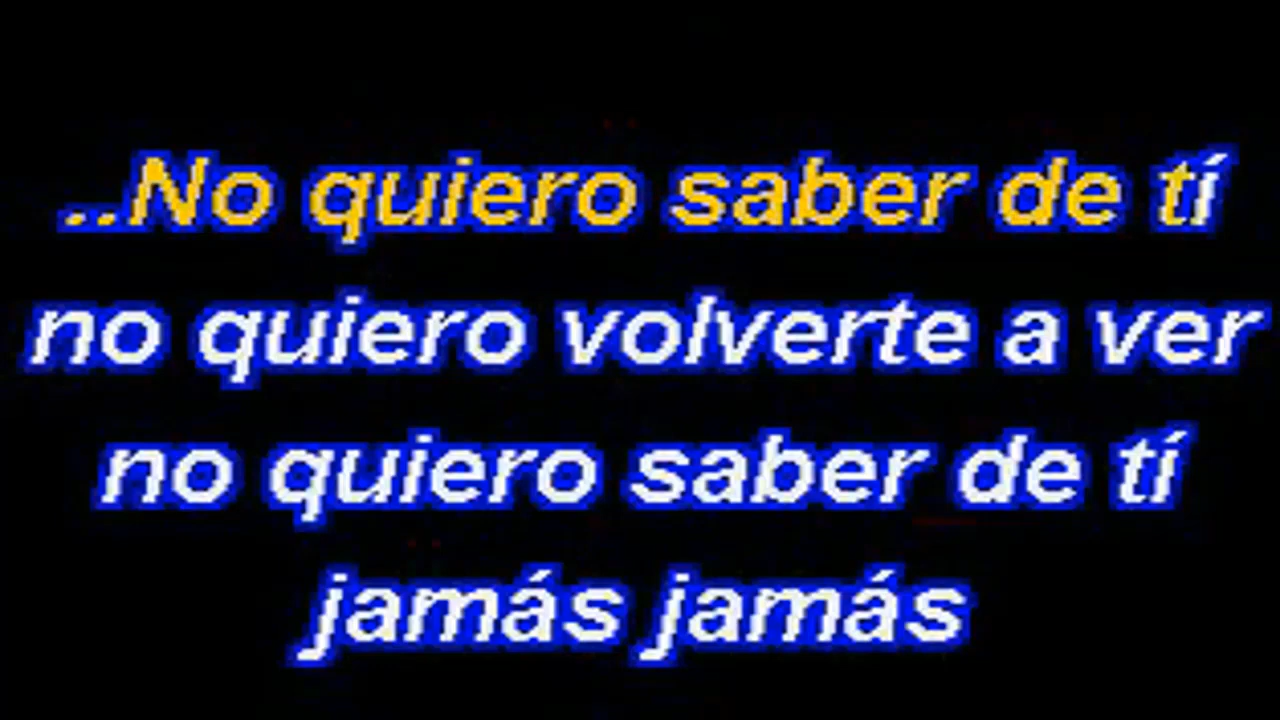 ..No quiero saber de tí
no quiero volverte a ver
no quiero saber de tí
jamás jamás